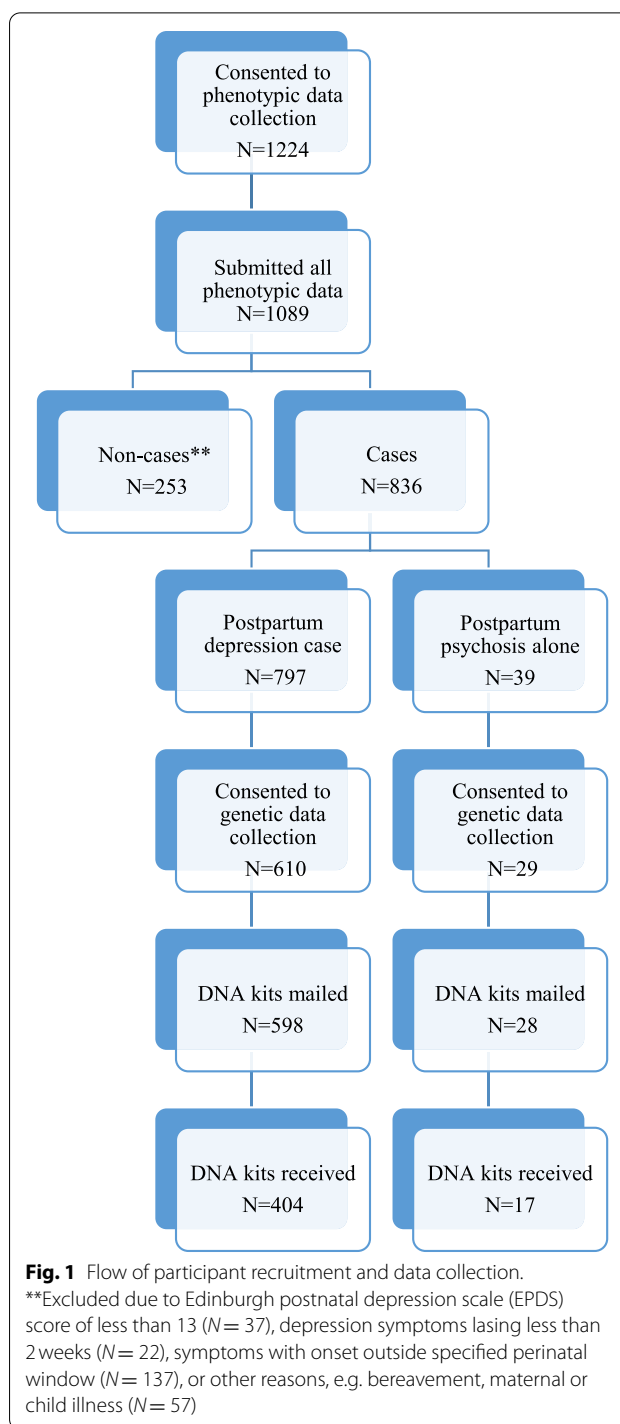 Consented to
phenotypic data
collection
N=1224
Submitted all
phenotypic data
N=1089
Non-cases**
N=253
Cases
N=836
Postpartum
depression case
N=797
Postpartum
psychosis alone
N=39
Consented to
genetic data
collection
N=610
Consented to
genetic data
collection
N=29
DNA kits mailed
N=598
DNA kits mailed
N=28
DNA kits received
N=404
DNA kits received
N=17
Fig. 1 Flow of participant recruitment and data collection.
**Excluded due to Edinburgh postnatal depression scale (EPDS)
score of less than 13 (N = 37), depression symptoms lasing less than
2 weeks (N = 22), symptoms with onset outside specified perinatal
window (N = 137), or other reasons, e.g. bereavement, maternal or
child illness (N = 57)